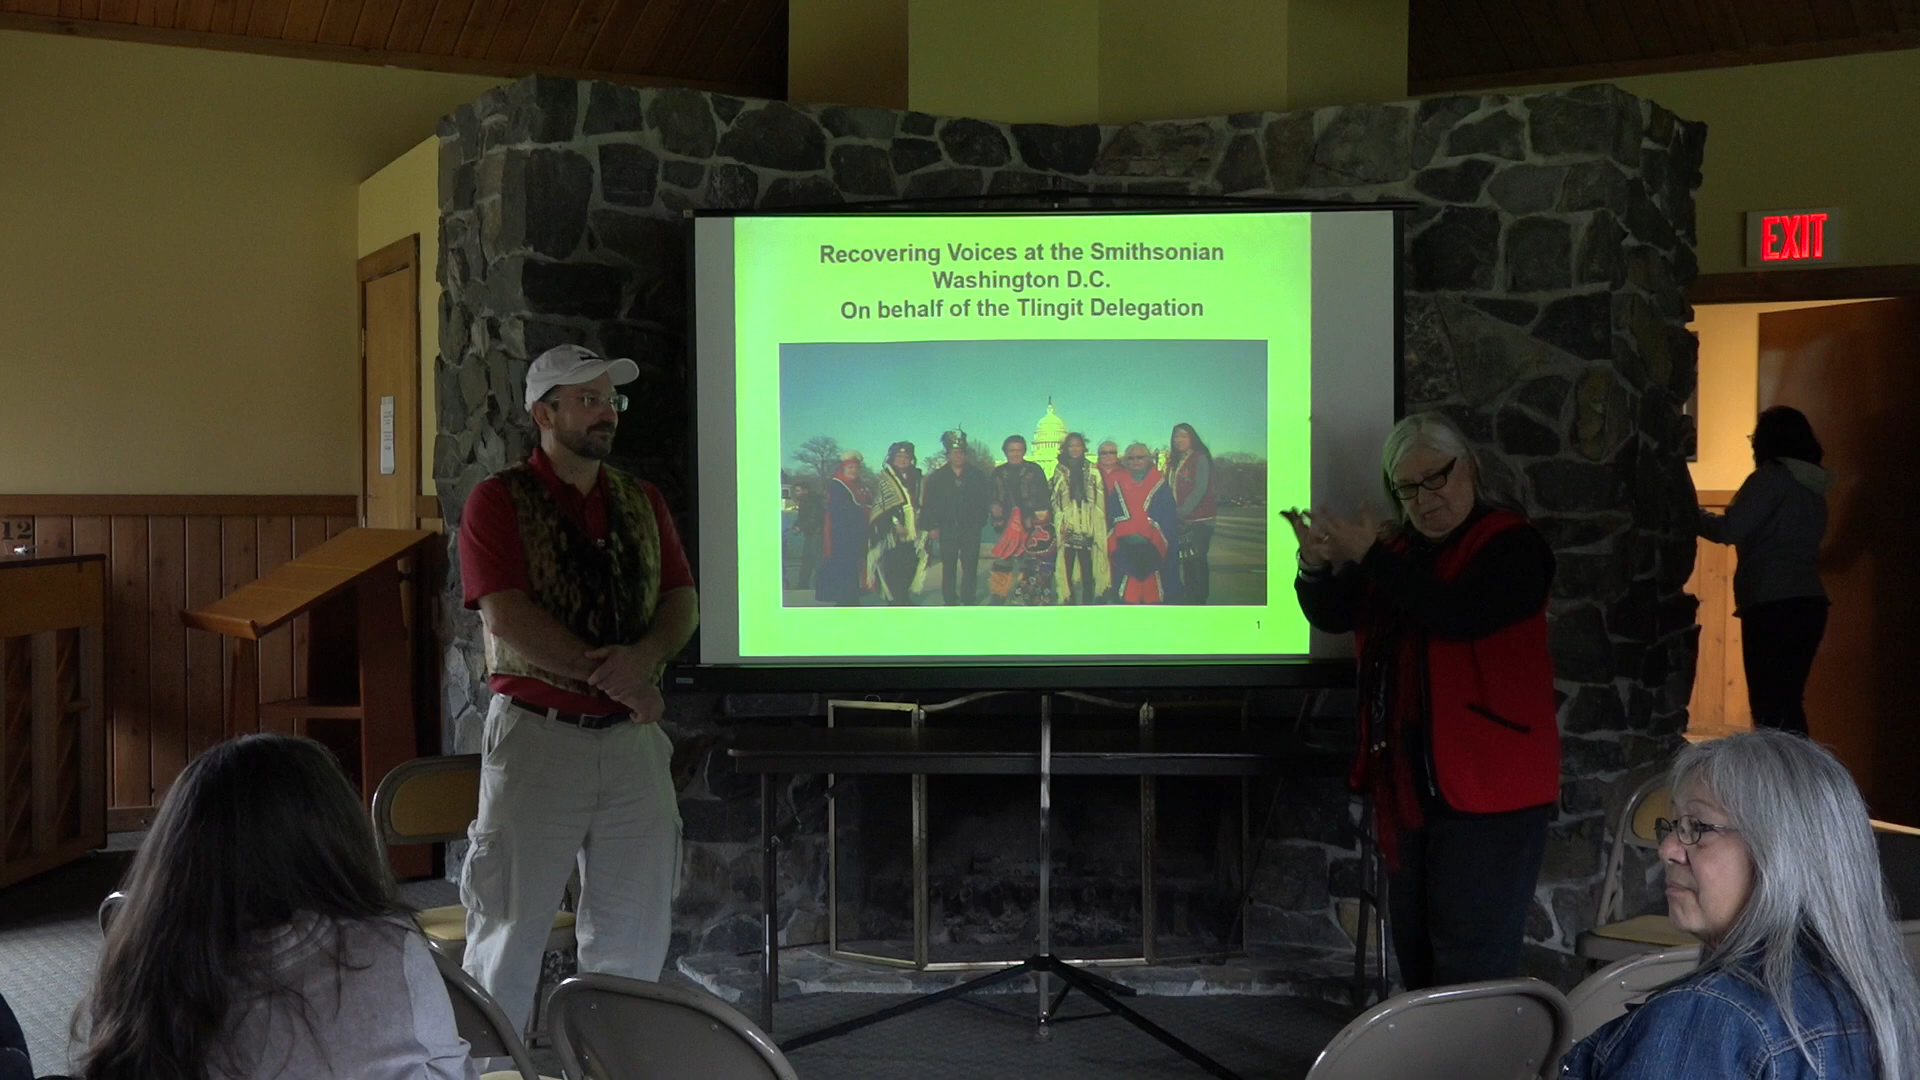 Recovering Voices at the Smithsonian
Washington D.C.
On behalf of the Tlingit Delegation
1
EXIT
12